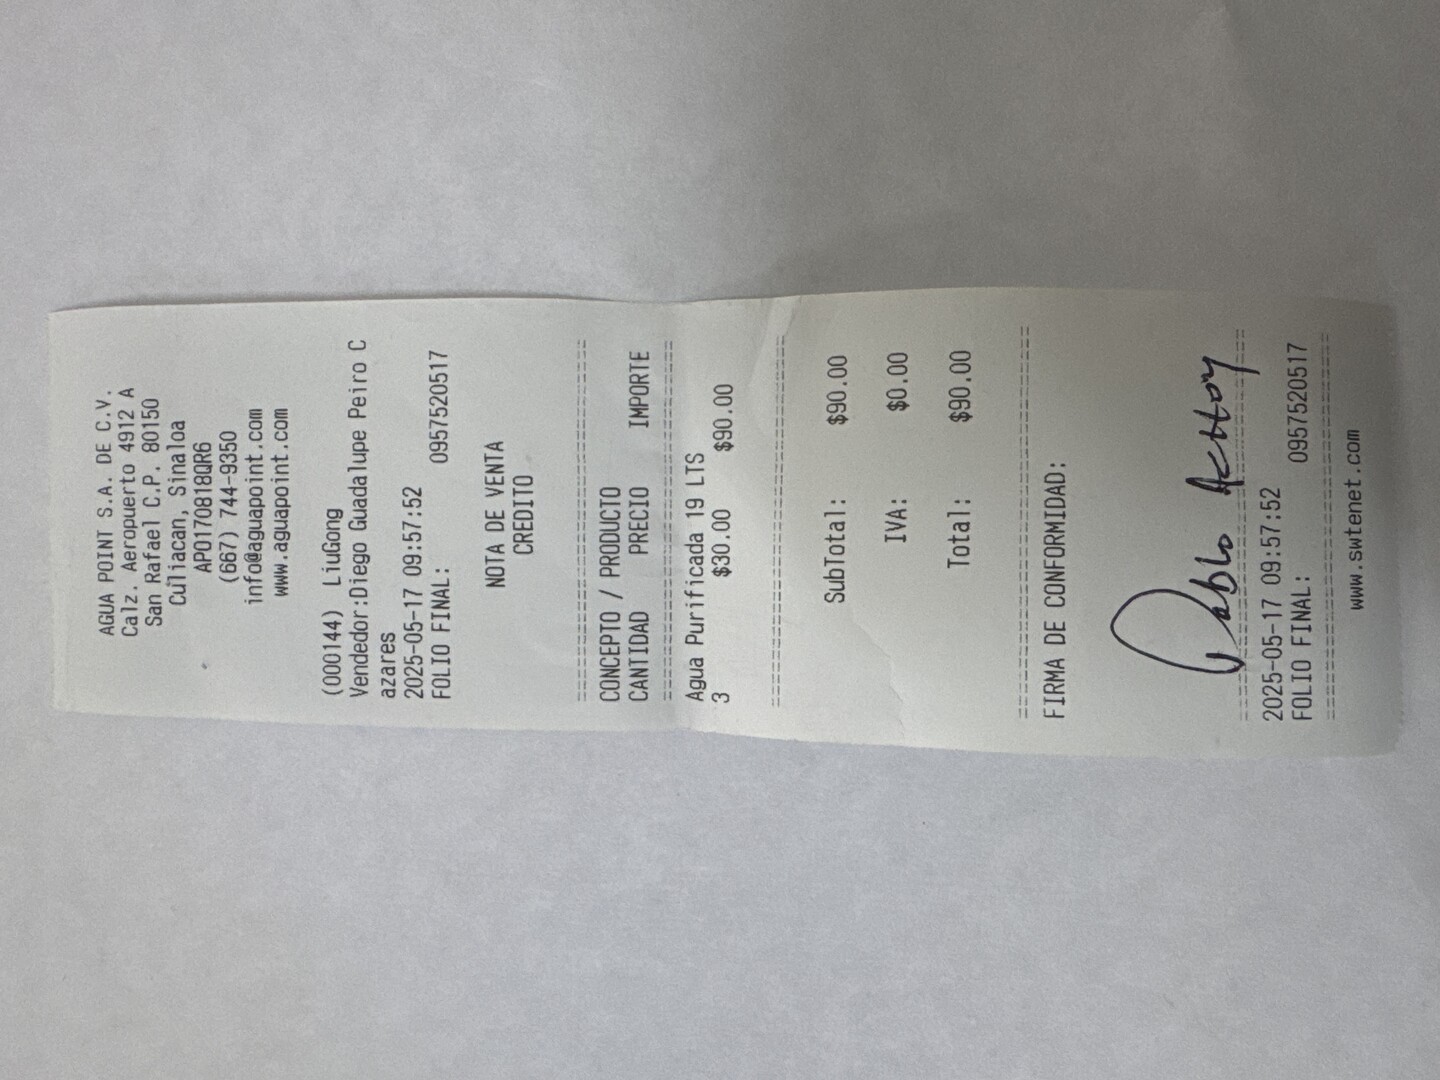 AGUA POINT S.A. DE C.V.
Calz. Aeropuerto 4912 A
San Rafael C.P. 80150
Culiacan, Sinaloa
APO170818QR6
(667) 744-9350
info@aguapoint.com
www.aguapoint.com
(000144) LiuGong
Vendedor:Diego Guadalupe Peiro C
azares
2025-05-17 09:57:52
FOLIO FINAL: 0957520517
NOTA DE VENTA
CREDITO
================================
CONCEPTO / PRODUCTO
CANTIDAD PRECIO IMPORTE
================================
Agua Purificada 19 LTS
3 $30.00 $90.00
================================
SubTotal: $90.00
IVA: $0.00
Total: $90.00
================================
FIRMA DE CONFORMIDAD:
Pablo
================================
2025-05-17 09:57:52
FOLIO FINAL: 0957520517
================================
www.swtenet.com